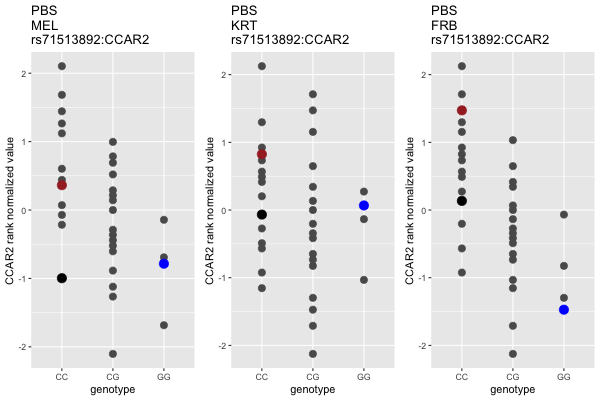 PBS
MEL
rs71513892:CCAR2
CCAR2 rank normalized value
2
1
0
-1
-2
CC
CG
GG
genotype
PBS
KRT
rs71513892:CCAR2
CCAR2 rank normalized value
2
1
0
-1
-2
CC
CG
GG
genotype
PBS
FRB
rs71513892:CCAR2
CCAR2 rank normalized value
2
1
0
-1
-2
CC
CG
GG
genotype